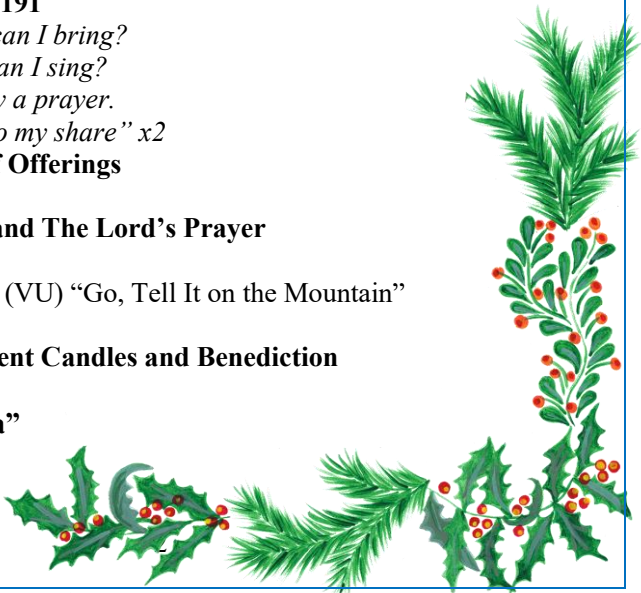 191
can I bring?
an I sing?
y a prayer.
o my share” x2
f Offerings
and The Lord’s Prayer
(VU) “Go, Tell It on the Mountain”
ent Candles and Benediction
a”